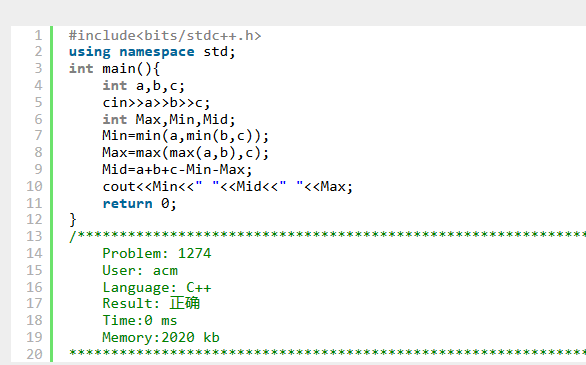 1 #include<bits/stdc++.h>
2 using namespace std;
3 int main(){
4     int a,b,c;
5     cin>>a>>b>>c;
6     int Max,Min,Mid;
7     Min=min(a,min(b,c));
8     Max=max(max(a,b),c);
9     Mid=a+b+c-Min-Max;
10     cout<<Min<<" "<<Mid<<" "<<Max;
11     return 0;
12 }
13 /**************************************************************
14     Problem: 1274
15     User: acm
16     Language: C++
17     Result: 正确
18     Time:0 ms
19     Memory:2020 kb
20 **************************************************************